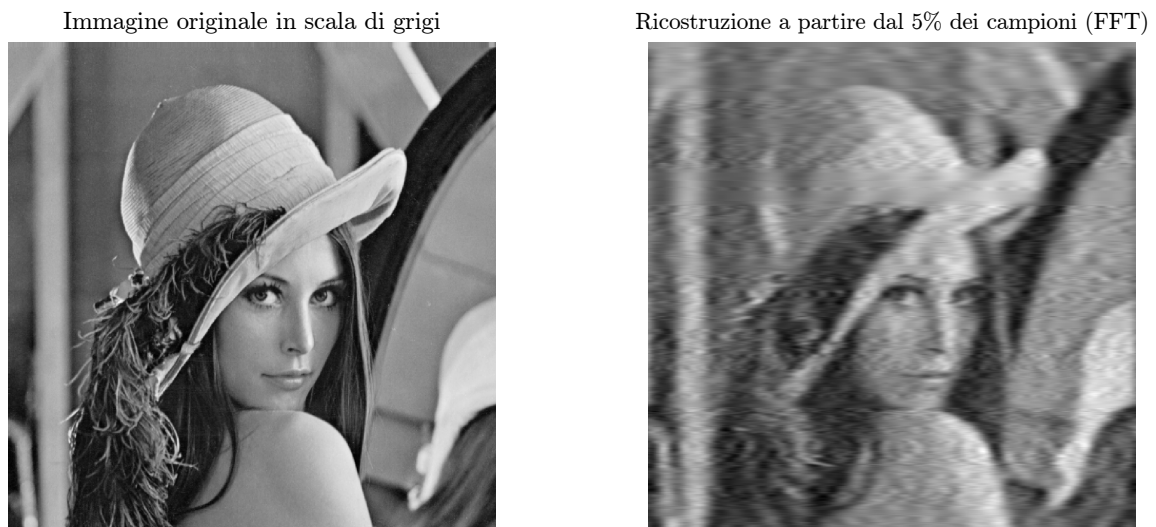 Immagine originale in scala di grigi
Ricostruzione a partire dal 5% dei campioni (FFT)